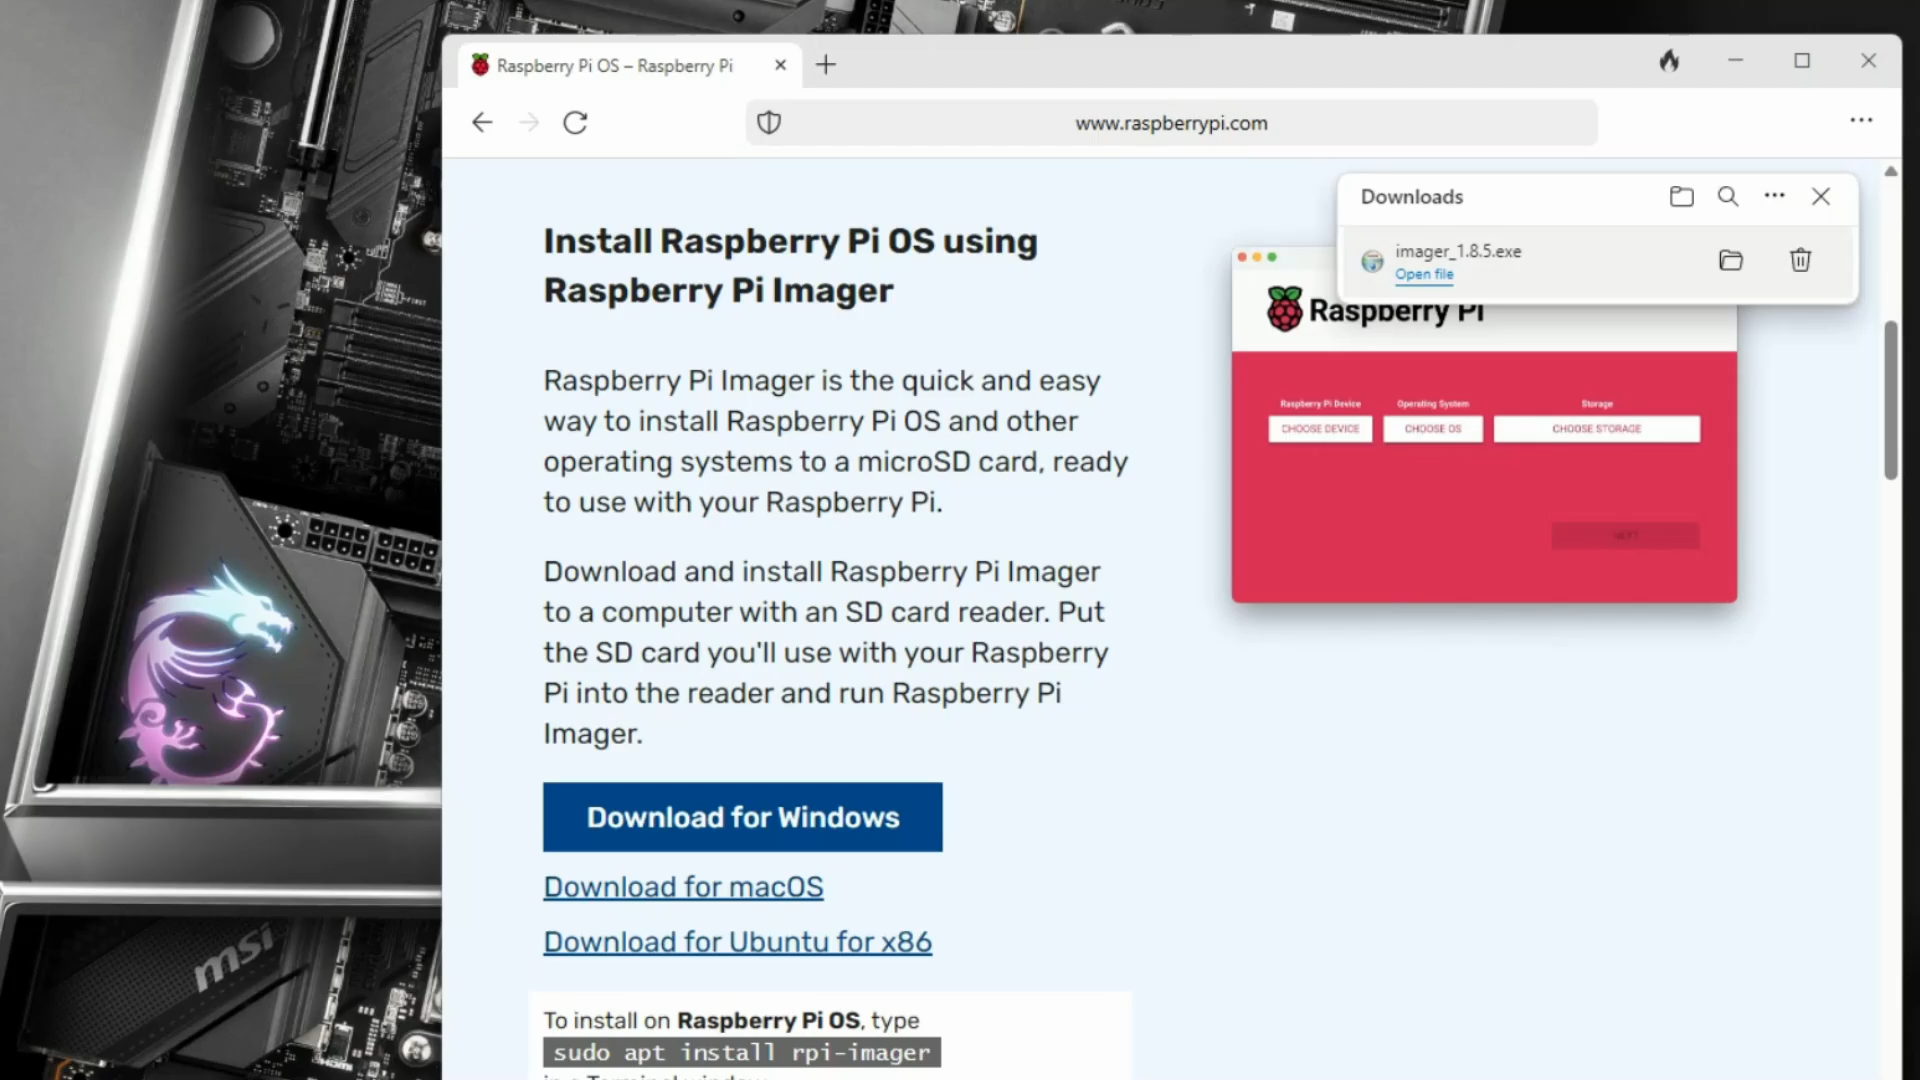 Raspberry Pi OS – Raspberry Pi
www.raspberrypi.com
Downloads
imager_1.8.5.exe
Open file
Install Raspberry Pi OS using
Raspberry Pi Imager
Raspberry Pi
Raspberry Pi Device
Operating System
Storage
CHOOSE DEVICE
CHOOSE OS
CHOOSE STORAGE
NEXT
Raspberry Pi Imager is the quick and easy
way to install Raspberry Pi OS and other
operating systems to a microSD card, ready
to use with your Raspberry Pi.
Download and install Raspberry Pi Imager
to a computer with an SD card reader. Put
the SD card you'll use with your Raspberry
Pi into the reader and run Raspberry Pi
Imager.
Download for Windows
Download for macOS
Download for Ubuntu for x86
To install on Raspberry Pi OS, type
sudo apt install rpi-imager
in a Terminal window
msi